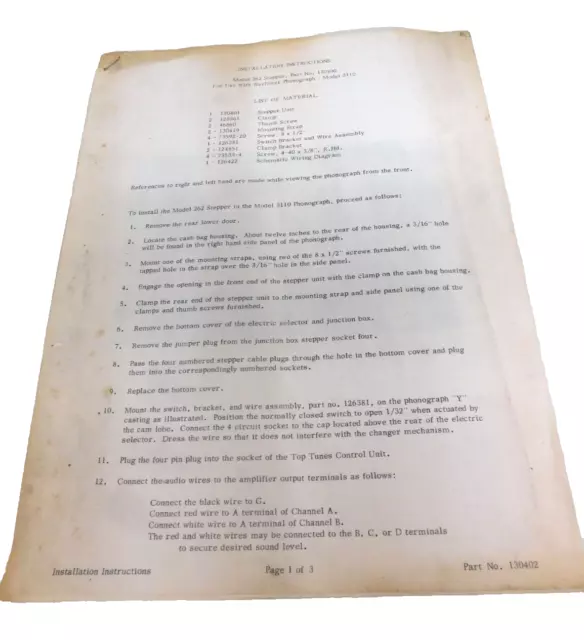 INSTALLATION INSTRUCTIONS
Model 262 Stepper, Part No.
For Use With Wurlitzer Phonograph - Model 3110
LIST OF MATERIAL
Stepper Unit
Clamp
Thumb Screw
Mounting Strap
Screw, 8 x 1/2"
Switch Bracket and Wire Assembly
Clamp Bracket
Screw, 8-40 x 3/8",
Schematic Wiring Diagram
References to right and left hand are made while viewing the phonograph from the front.
To install the Model 262 Stepper in the Model 3110 Phonograph, proceed as follows:
1. Remove the rear lower door.
2. Locate the cash bag housing. About twelve inches to the rear of the housing, a 3/16" hole
will be found in the right hand side panel of the phonograph.
3. Mount one of the mounting straps, using two of the 8 x 1/2" screws furnished, with the
tapped hole in the strap over the 3/16" hole in the side panel.
4. Engage the opening in the front end of the stepper unit with the clamp on the cash bag housing.
5. Clamp the rear end of the stepper unit to the mounting strap and side panel using one of the
clamps and thumb screws furnished.
6. Remove the bottom cover of the electric selector and junction box.
7. Remove the jumper plug from the junction box stepper socket four.
8. Pass the four numbered stepper cable plugs through the hole in the bottom cover and plug
them into the correspondingly numbered sockets.
9. Replace the bottom cover.
10. Mount the switch, bracket, and wire assembly, part no. 126381, on the phonograph "Y"
casting as illustrated. Position the normally closed switch to open 1/32" when actuated by
the cam lobe. Connect the 4 circuit socket to the cap located above the rear of the electric
selector. Dress the wire so that it does not interfere with the changer mechanism.
11. Plug the four pin plug into the socket of the Top Tunes Control Unit.
12. Connect the audio wires to the amplifier output terminals as follows:
Connect the black wire to G.
Connect red wire to A terminal of Channel A.
Connect white wire to A terminal of Channel B.
The red and white wires may be connected to the B, C, or D terminals
to secure desired sound level.
Installation Instructions Page 1 of 3 Part No. 130402